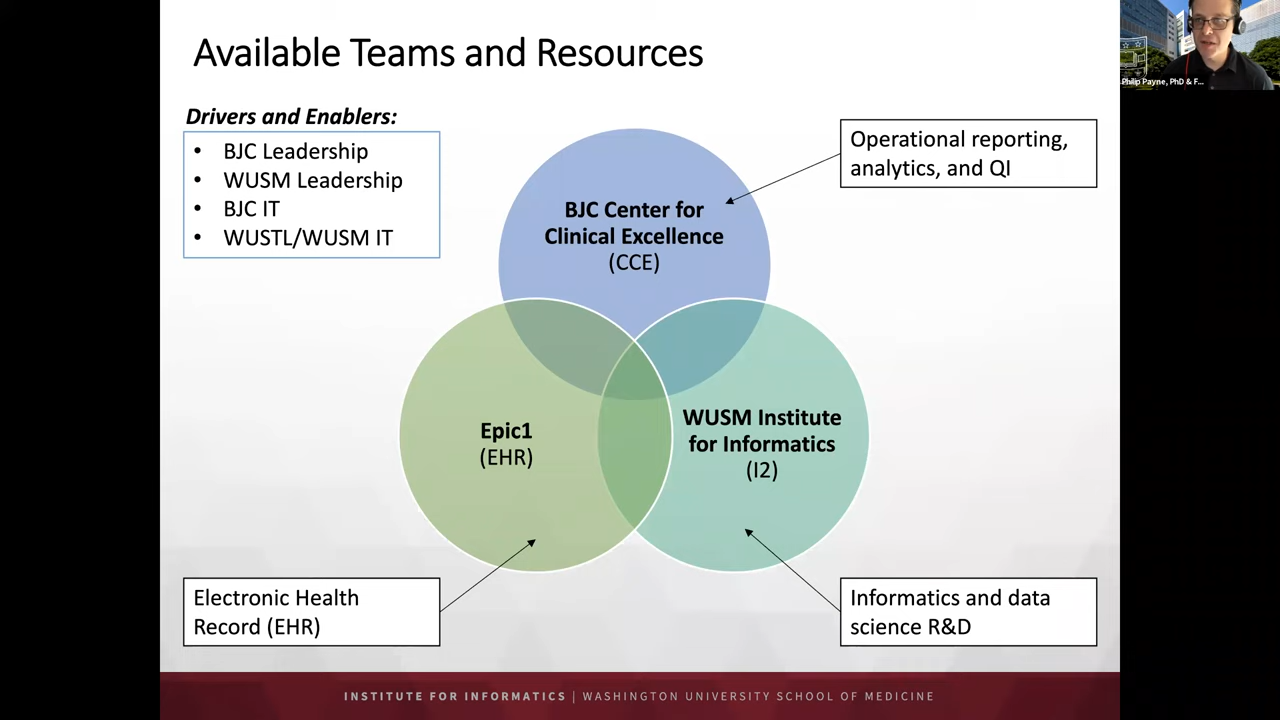 Available Teams and Resources
Philip Payne, PhD & F...
Drivers and Enablers:
• BJC Leadership
• WUSM Leadership
• BJC IT
• WUSTL/WUSM IT
Operational reporting,
analytics, and QI
BJC Center for
Clinical Excellence
(CCE)
Epic1
(EHR)
WUSM Institute
for Informatics
(I2)
Electronic Health
Record (EHR)
Informatics and data
science R&D
INSTITUTE FOR INFORMATICS | WASHINGTON UNIVERSITY SCHOOL OF MEDICINE